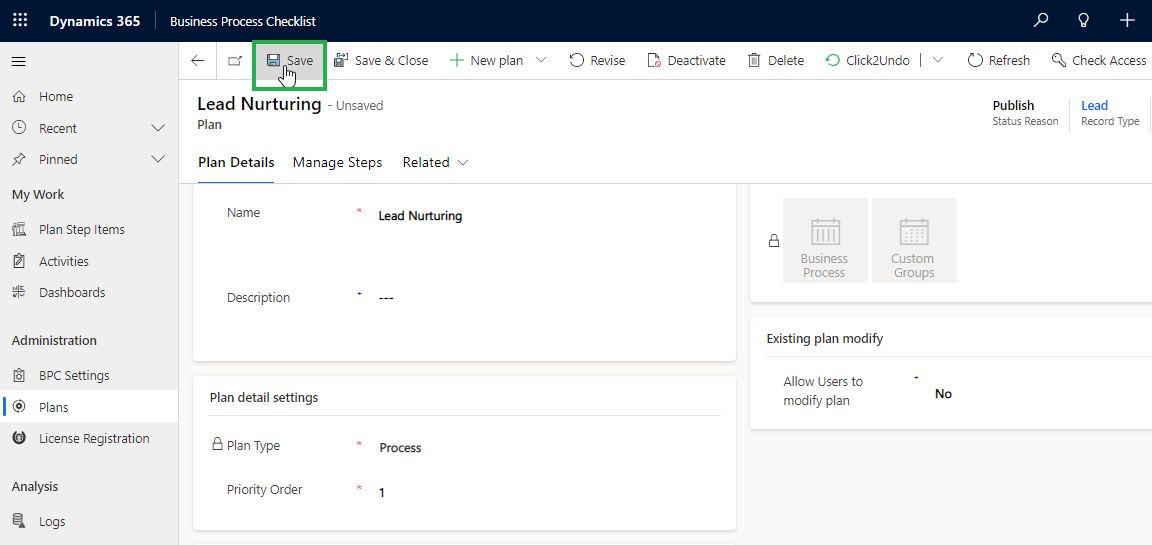 Dynamics 365 Business Process Checklist
Save Save & Close New plan Revise Deactivate Delete Click2Undo Refresh Check Access
Home
Recent
Pinned
My Work
Plan Step Items
Activities
Dashboards
Administration
BPC Settings
Plans
License Registration
Analysis
Logs
Lead Nurturing - Unsaved
Plan
Publish
Status Reason
Lead
Record Type
Plan Details Manage Steps Related
Name * Lead Nurturing
Description + ---
Plan detail settings
Plan Type * Process
Priority Order * 1
Business
Process
Custom
Groups
Existing plan modify
Allow Users to
modify plan
+ No